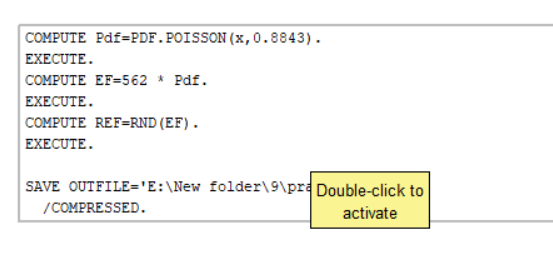 COMPUTE Pdf=PDF.POISSON(x,0.8843).
EXECUTE.
COMPUTE EF=562 * Pdf.
EXECUTE.
COMPUTE REF=RND(EF).
EXECUTE.
SAVE OUTFILE='E:\New folder\9\pra
/COMPRESSED.
Double-click to
activate